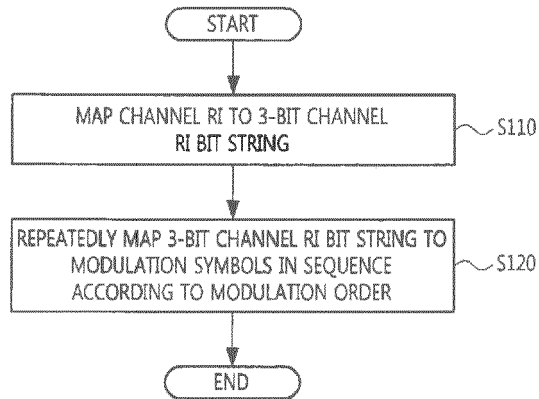 START
MAP CHANNEL RI TO 3-BIT CHANNEL
RI BIT STRING
S110
REPEATEDLY MAP 3-BIT CHANNEL RI BIT STRING TO
MODULATION SYMBOLS IN SEQUENCE
ACCORDING TO MODULATION ORDER
S120
END